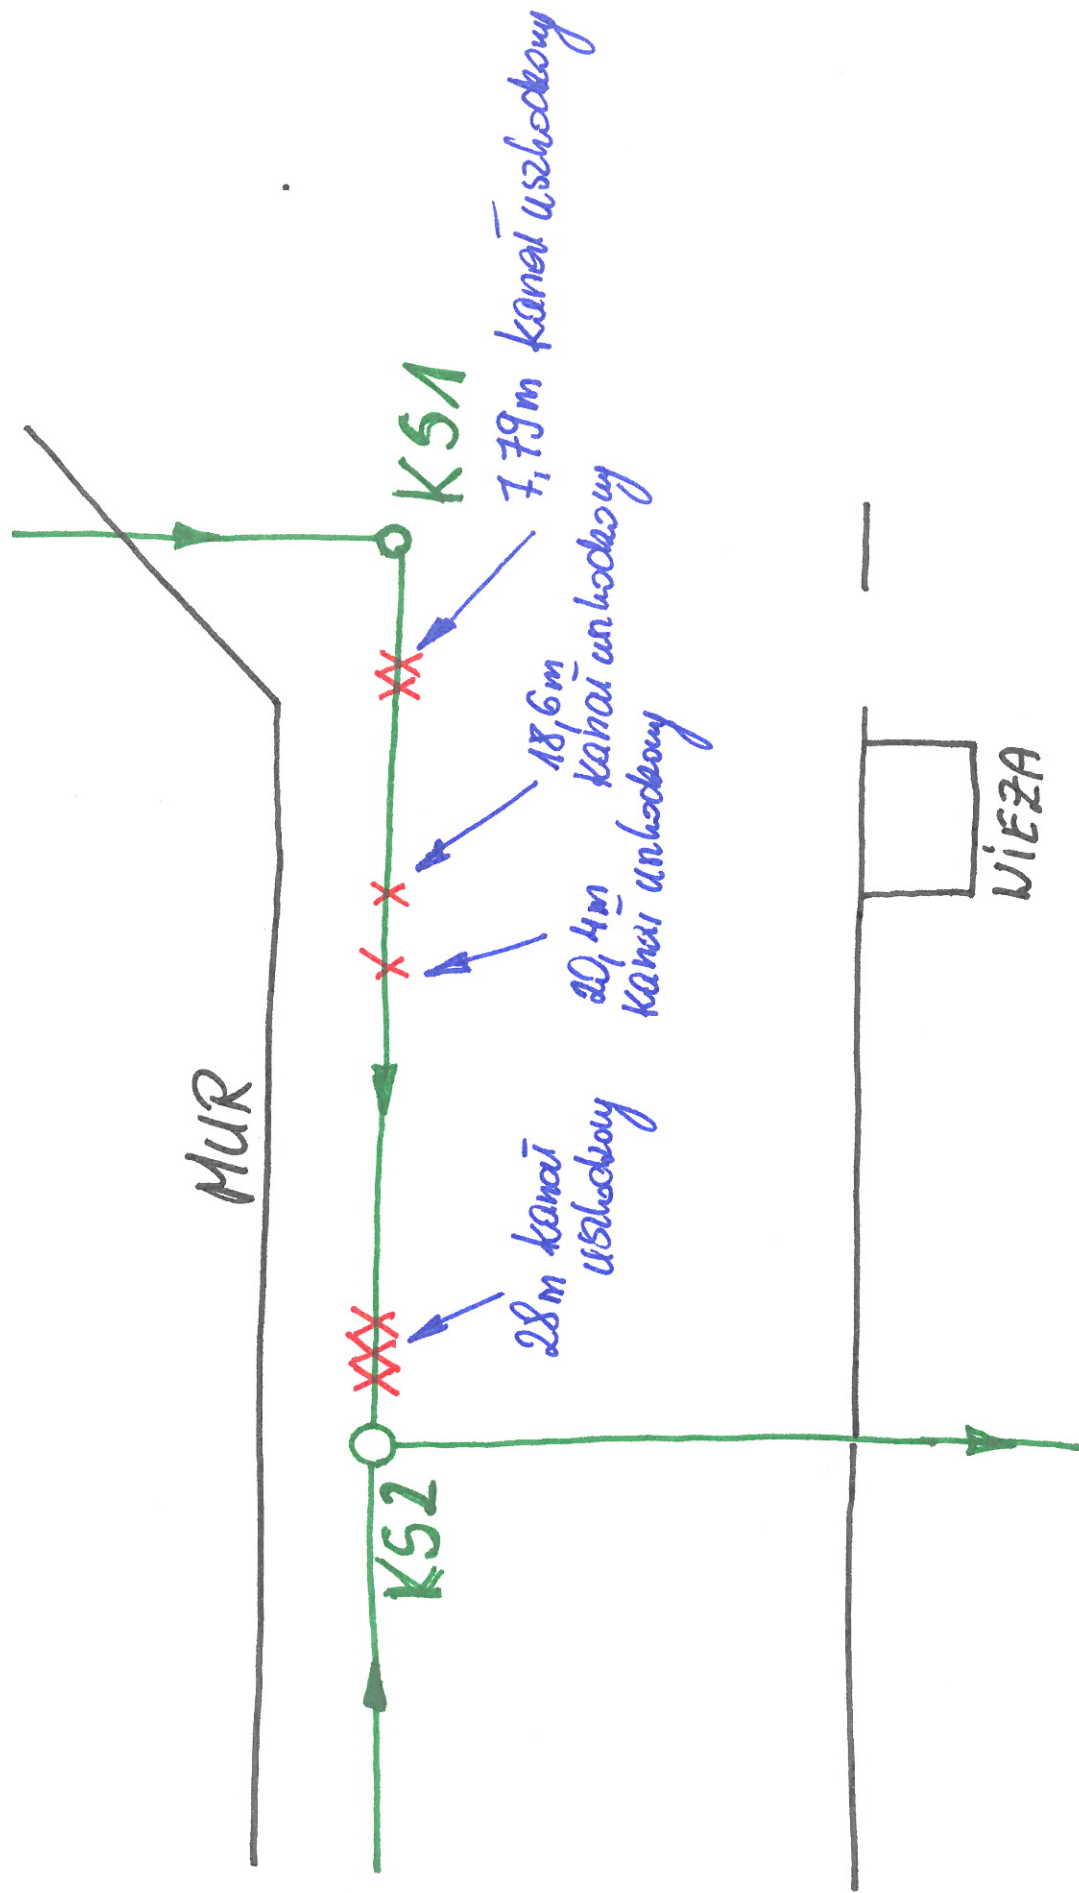 MUR
KS2
KS1
28m kanał
uszkodzony
20,4m
kanał uszkodzony
18,6m
kanał uszkodzony
7,79m kanał uszkodzony
WIEŻA